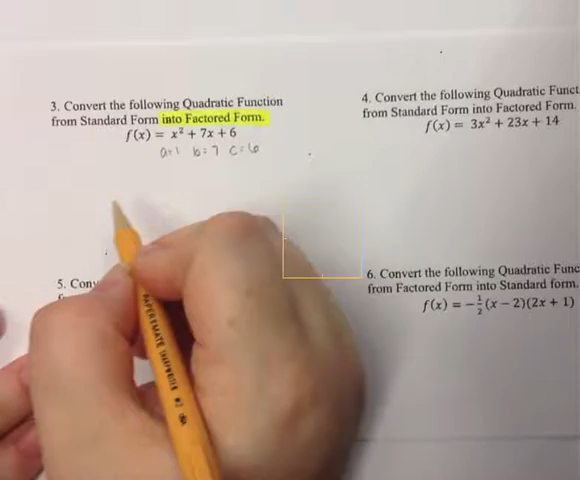 3. Convert the following Quadratic Function
from Standard Form into Factored Form.
f(x) = x² + 7x + 6
a=1 b=7 c=6
4. Convert the following Quadratic Funct
from Standard Form into Factored Form.
f(x) = 3x² + 23x + 14
5. Conv
6. Convert the following Quadratic Func
from Factored Form into Standard form.
f(x) = −½(x − 2)(2x + 1)
PAPERMATE